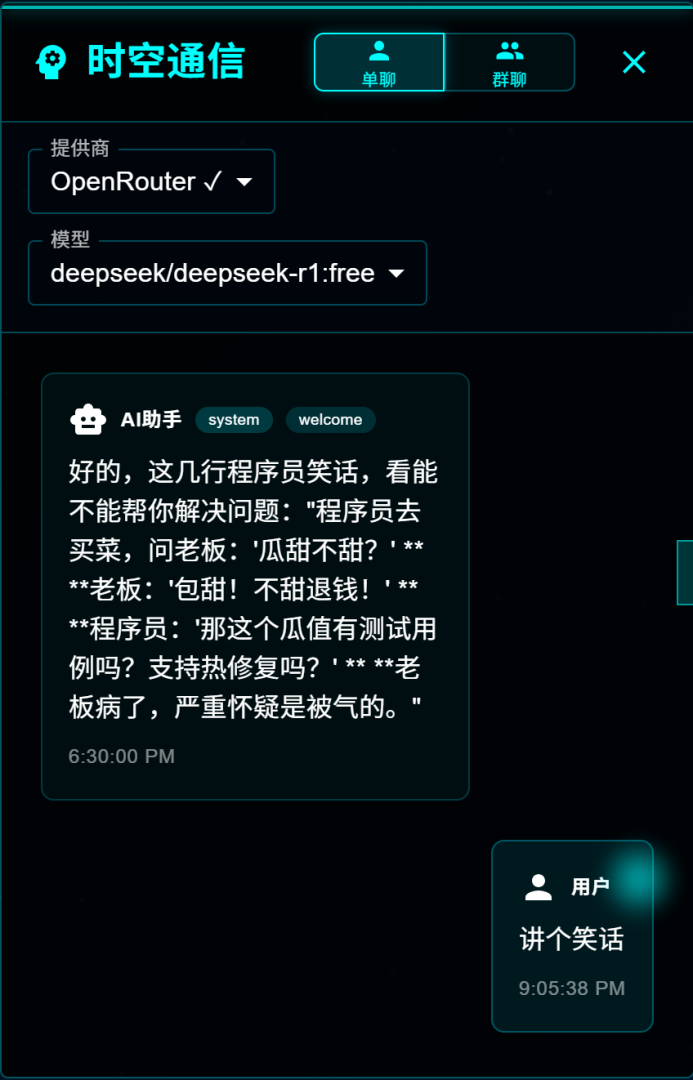 时空通信
单聊
群聊
提供商
OpenRouter ✓
模型
deepseek/deepseek-r1:free
AI助手 system welcome
好的，这几行程序员笑话，看能
不能帮你解决问题："程序员去
买菜，问老板：'瓜甜不甜？' **
**老板：'包甜！不甜退钱！' **
**程序员：'那这个瓜值有测试用
例吗？支持热修复吗？' ** **老
板病了，严重怀疑是被气的。"
6:30:00 PM
用户
讲个笑话
9:05:38 PM